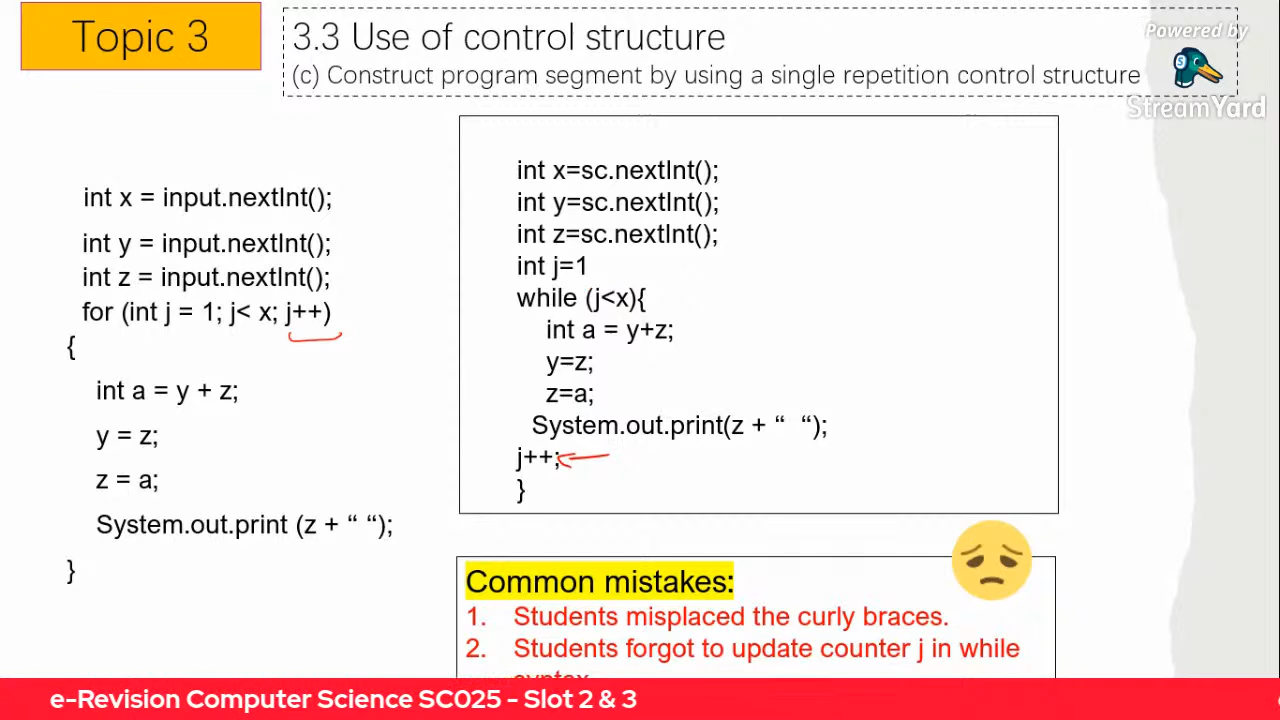 Topic 3
3.3 Use of control structure
(c) Construct program segment by using a single repetition control structure
Powered by
StreamYard
int x = input.nextInt();
int y = input.nextInt();
int z = input.nextInt();
for (int j = 1; j< x; j++)
{
int a = y + z;
y = z;
z = a;
System.out.print (z + “ “);
}
int x=sc.nextInt();
int y=sc.nextInt();
int z=sc.nextInt();
int j=1
while (j<x){
int a = y+z;
y=z;
z=a;
System.out.print(z + “ “);
j++;
}
Common mistakes:
1. Students misplaced the curly braces.
2. Students forgot to update counter j in while
syntax
e-Revision Computer Science SC025 - Slot 2 & 3